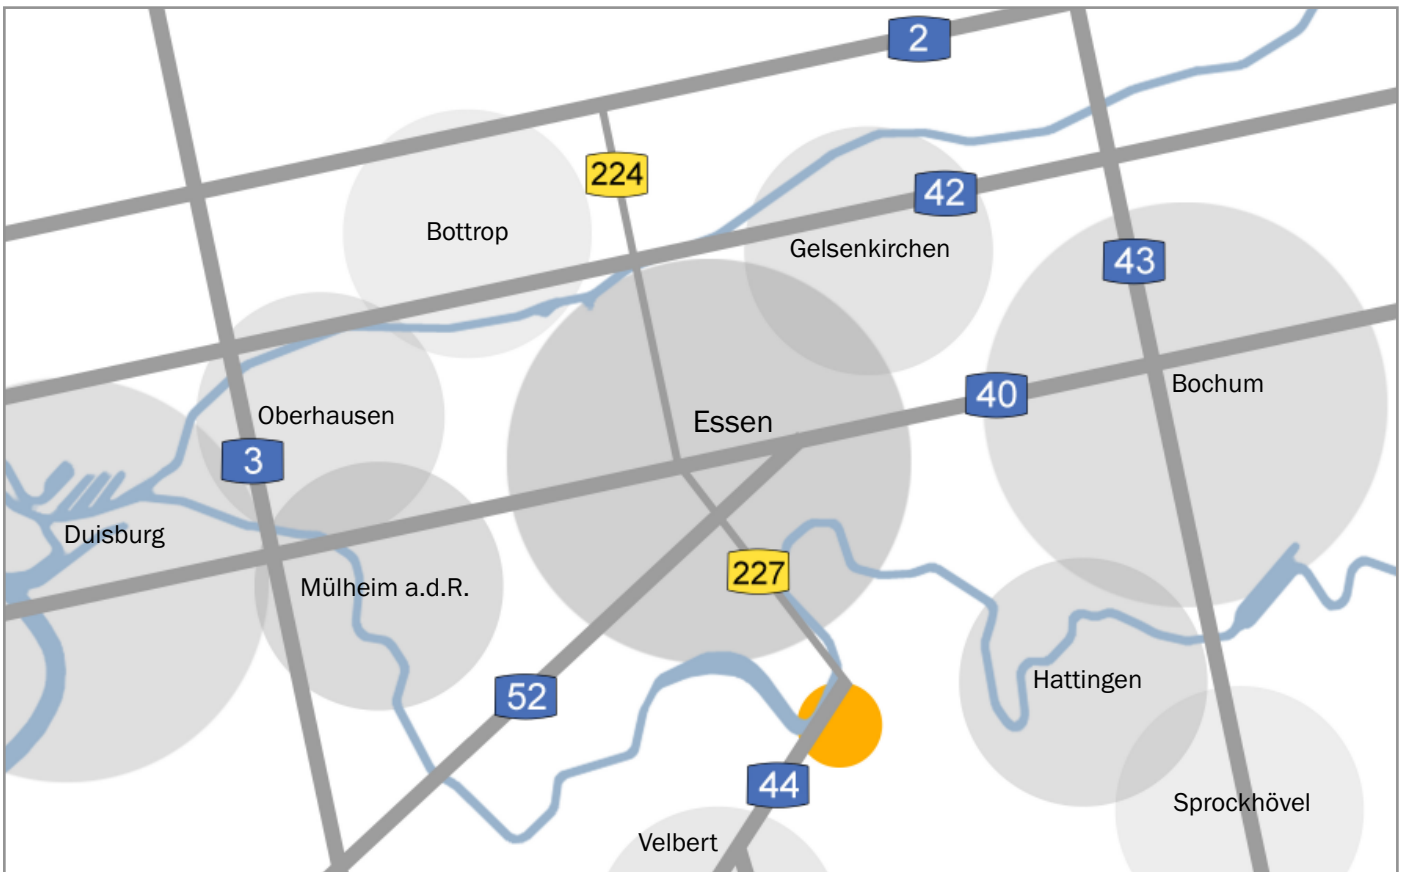 2
224
42
Bottrop
Gelsenkirchen
43
Bochum
40
Oberhausen
Essen
3
Duisburg
227
Mülheim a.d.R.
Hattingen
52
44
Sprockhövel
Velbert